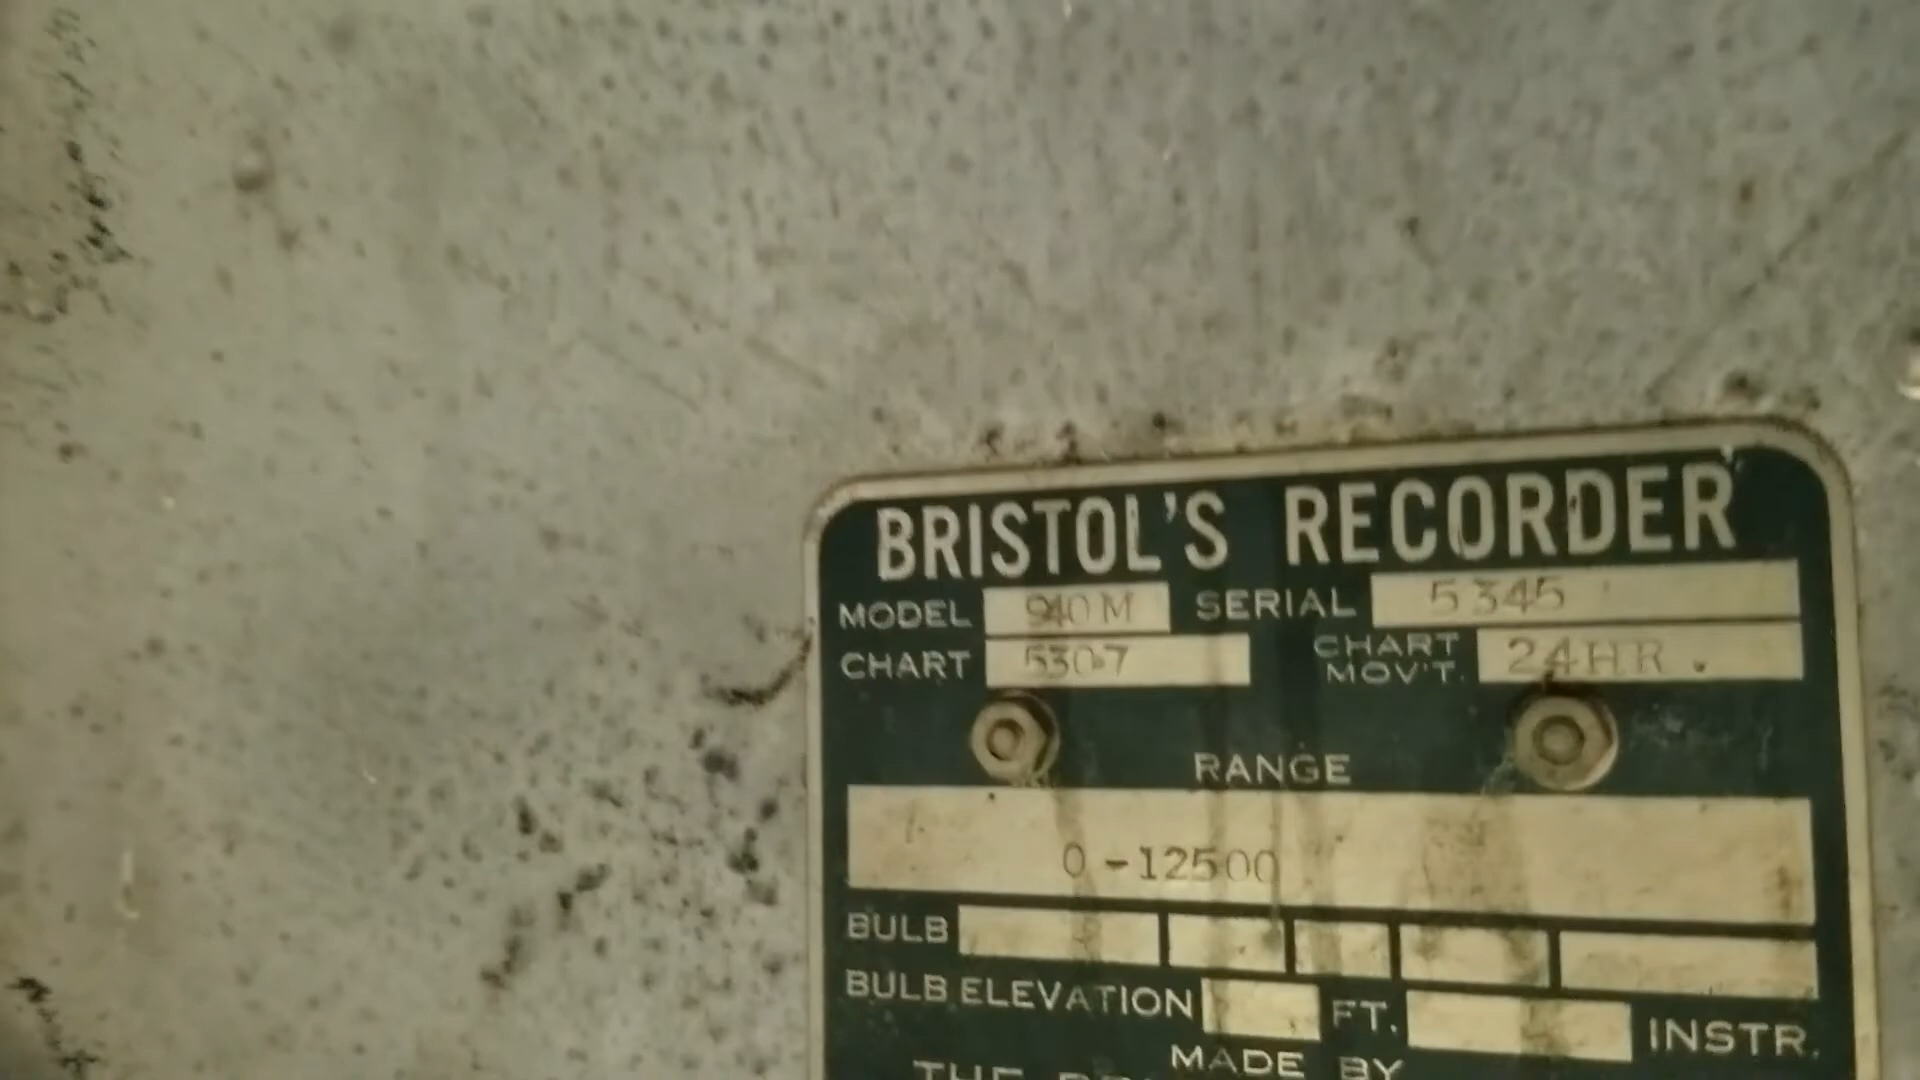 BRISTOL'S RECORDER
MODEL 940M SERIAL 5345
CHART 5307 CHART MOV'T. 24HR.
RANGE
0-12500
BULB
BULB ELEVATION FT. INSTR.
MADE BY
THE